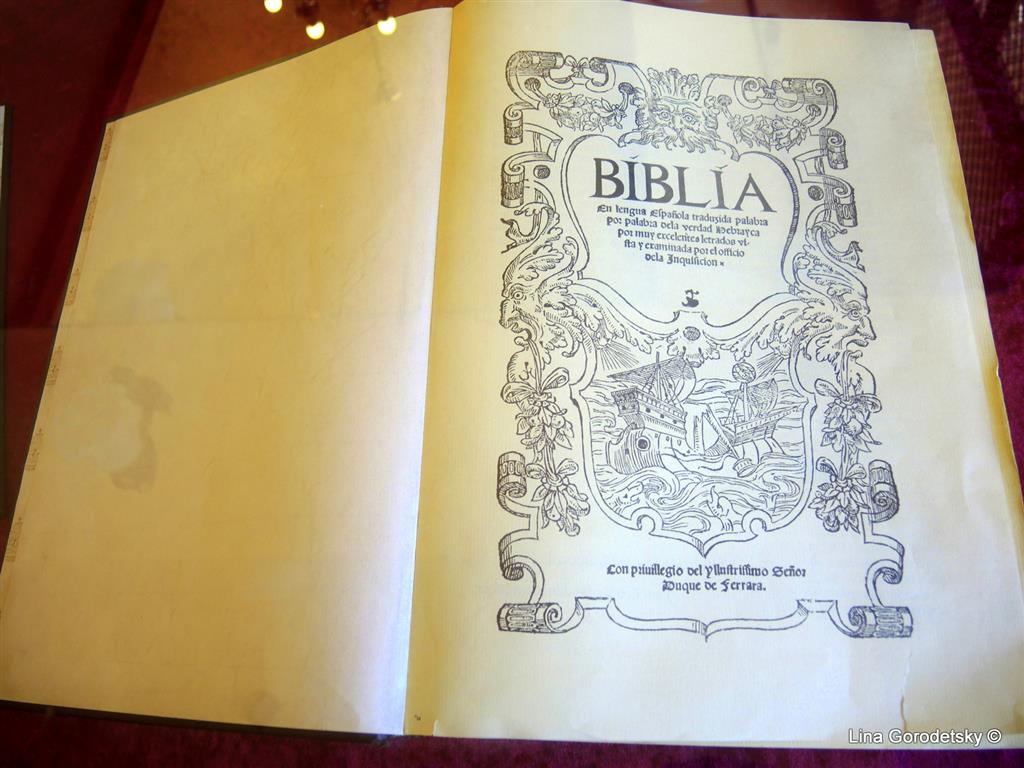 BÍBLÍA
En lengua Española traduzida palabra
por palabra dela verdad Hebrayca
por muy excelentes letrados vi-
sta y examinada por el officio
dela Inquisicion
Con priuillegio del yllustrissimo Señor
Duque de Ferrara.
Lina Gorodetsky ©